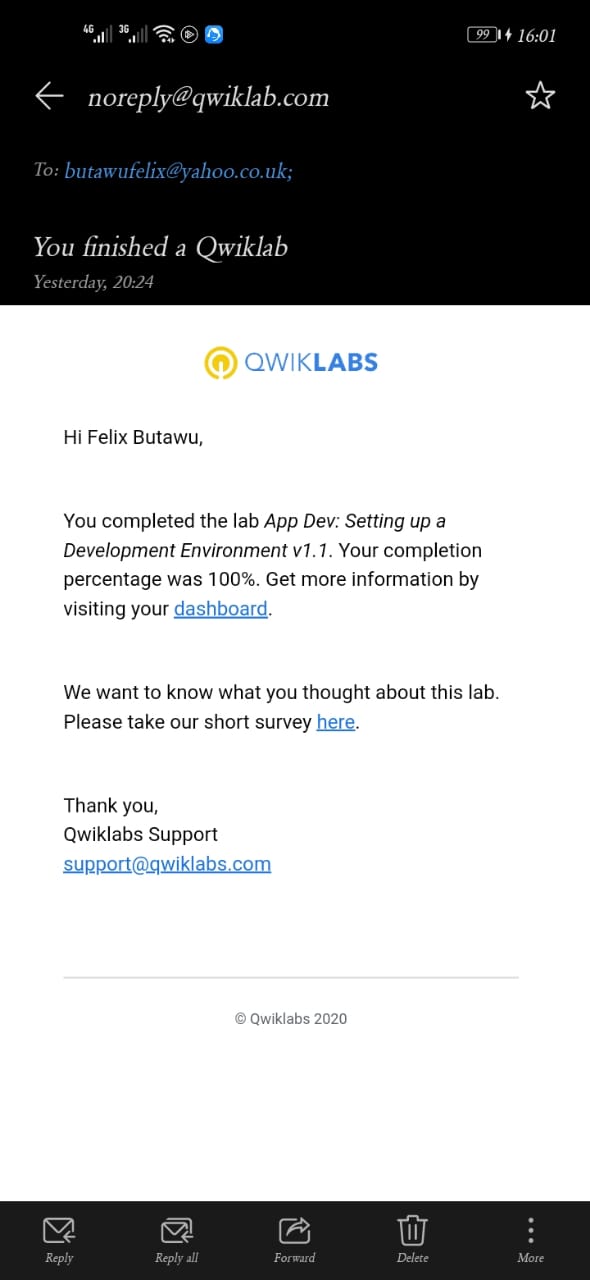 4G 3G 99 16:01
noreply@qwiklab.com
To: butawufelix@yahoo.co.uk;
You finished a Qwiklab
Yesterday, 20:24
QWIKLABS
Hi Felix Butawu,
You completed the lab App Dev: Setting up a
Development Environment v1.1. Your completion
percentage was 100%. Get more information by
visiting your dashboard.
We want to know what you thought about this lab.
Please take our short survey here.
Thank you,
Qwiklabs Support
support@qwiklabs.com
© Qwiklabs 2020
Reply Reply all Forward Delete More